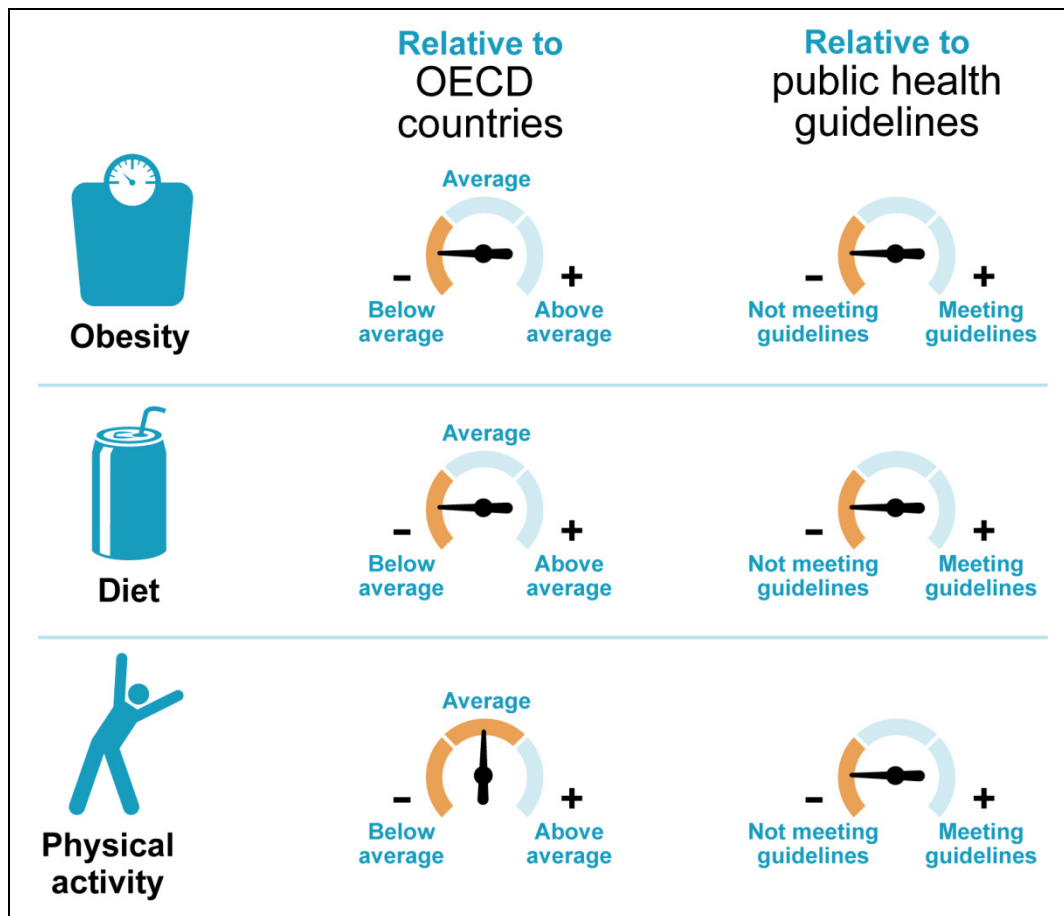 Relative to
OECD
countries
Relative to
public health
guidelines
Obesity
Average
-
+
Below
average
Above
average
-
+
Not meeting
guidelines
Meeting
guidelines
Diet
Average
-
+
Below
average
Above
average
-
+
Not meeting
guidelines
Meeting
guidelines
Physical
activity
Average
-
+
Below
average
Above
average
-
+
Not meeting
guidelines
Meeting
guidelines